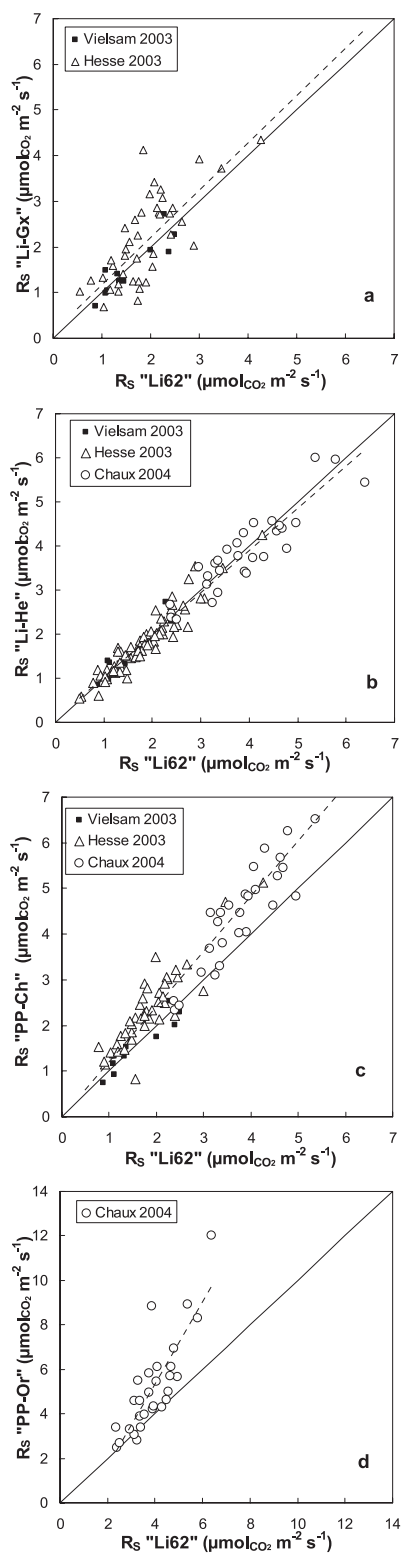 7
6
5
4
3
2
1
0
Rs "Li-Gx" (µmolCO2 m-2 s-1)
Vielsam 2003
Hesse 2003
a
0 1 2 3 4 5 6 7
Rs "Li62" (µmolCO2 m-2 s-1)
7
6
5
4
3
2
1
0
Rs "Li-He" (µmolCO2 m-2 s-1)
Vielsam 2003
Hesse 2003
Chaux 2004
b
0 1 2 3 4 5 6 7
Rs "Li62" (µmolCO2 m-2 s-1)
7
6
5
4
3
2
1
0
Rs "PP-Ch" (µmolCO2 m-2 s-1)
Vielsam 2003
Hesse 2003
Chaux 2004
c
0 1 2 3 4 5 6 7
Rs "Li62" (µmolCO2 m-2 s-1)
14
12
10
8
6
4
2
0
Rs "PP-Or" (µmolCO2 m-2 s-1)
Chaux 2004
d
0 2 4 6 8 10 12 14
Rs "Li62" (µmolCO2 m-2 s-1)